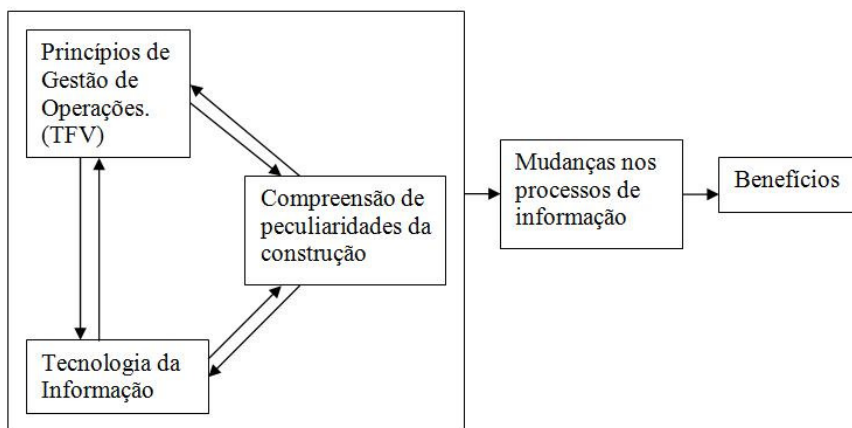 Princípios de
Gestão de
Operações.
(TFV)
Compreensão de
peculiaridades da
construção
Tecnologia da
Informação
Mudanças nos
processos de
informação
Benefícios